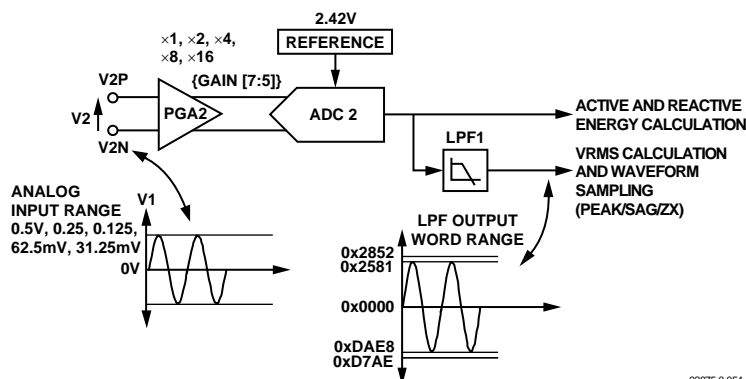 2.42V
REFERENCE
×1, ×2, ×4,
×8, ×16
{GAIN [7:5]}
V2P
V2
V2N
PGA2
ADC 2
ACTIVE AND REACTIVE
ENERGY CALCULATION
LPF1
VRMS CALCULATION
AND WAVEFORM
SAMPLING
(PEAK/SAG/ZX)
ANALOG
INPUT RANGE
0.5V, 0.25, 0.125,
62.5mV, 31.25mV
V1
0V
LPF OUTPUT
WORD RANGE
0x2852
0x2581
0x0000
0xDAE8
0xD7AE